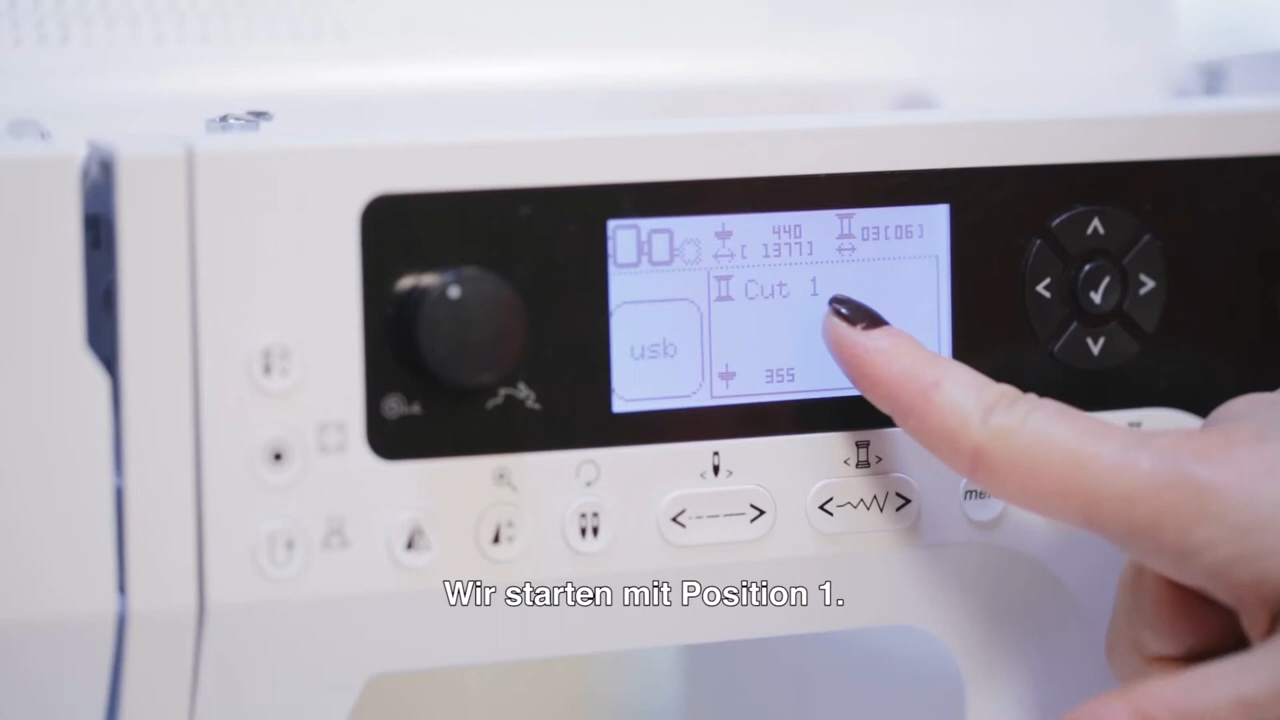 440
[ 1377]
03[06]
Cut 1
usb
355
Wir starten mit Position 1.